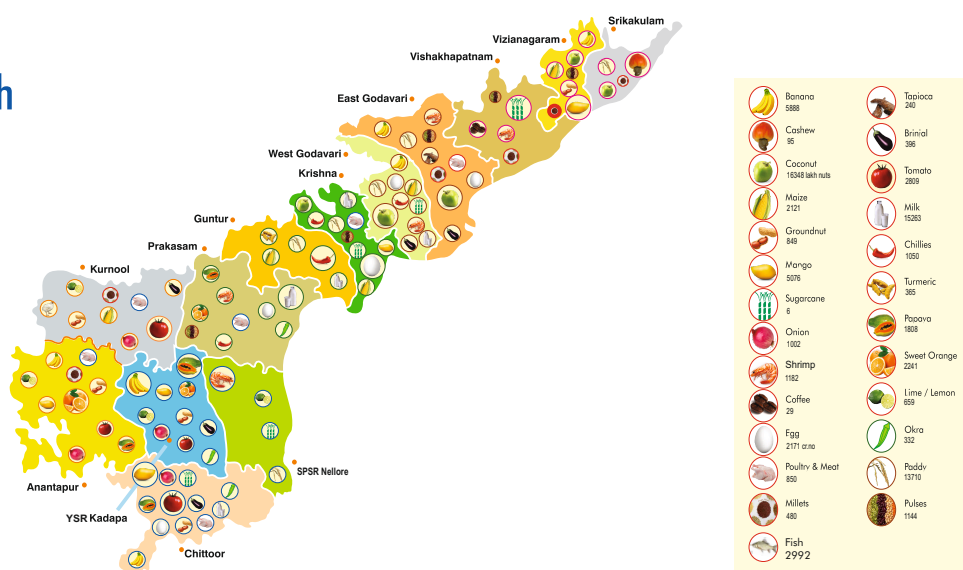 h
Srikakulam
Vizianagaram
Vishakhapatnam
East Godavari
West Godavari
Krishna
Guntur
Prakasam
Kurnool
SPSR Nellore
Anantapur
YSR Kadapa
Chittoor
Banana
5888
Cashew
95
Coconut
16348 lakh nuts
Maize
2121
Groundnut
849
Mango
5076
Sugarcane
6
Onion
1002
Shrimp
1182
Coffee
29
Egg
2171 cr.no
Poultry & Meat
850
Millets
480
Fish
2992
Tapioca
240
Brinjal
396
Tomato
2809
Milk
15263
Chillies
1050
Turmeric
365
Papaya
1808
Sweet Orange
2241
Lime / Lemon
659
Okra
332
Paddy
13710
Pulses
1144